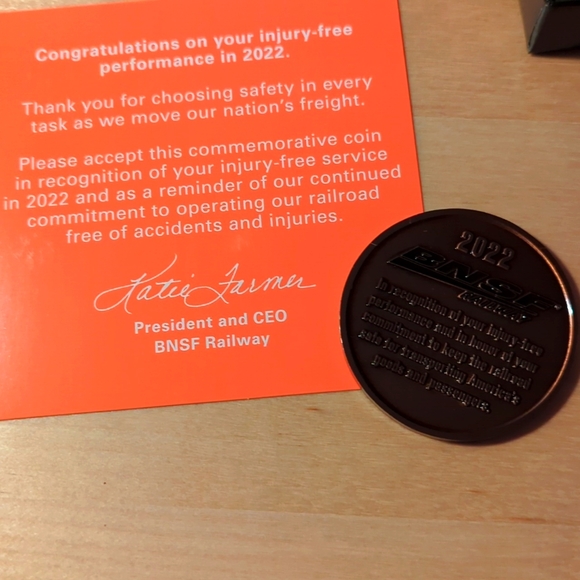 Congratulations on your injury-free
performance in 2022.
Thank you for choosing safety in every
task as we move our nation's freight.
Please accept this commemorative coin
in recognition of your injury-free service
in 2022 and as a reminder of our continued
commitment to operating our railroad
free of accidents and injuries.
Katie Farmer
President and CEO
BNSF Railway
2022
BNSF
RAILWAY
In recognition of your injury-free
performance and in honor of your
commitment to keep the railroad
safe for transporting America's
goods and passengers.